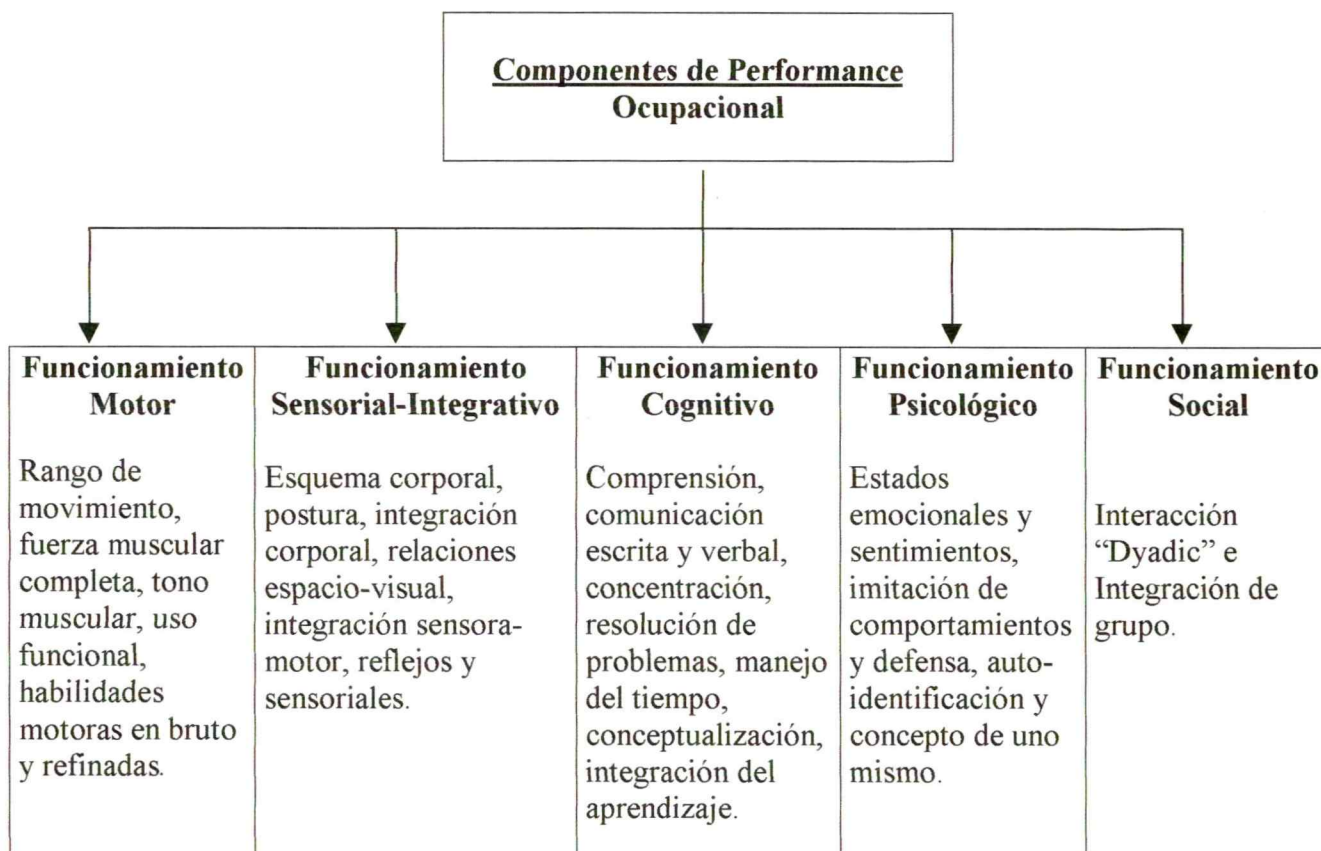 Componentes de Performance
Ocupacional
Funcionamiento
Motor
Rango de
movimiento,
fuerza muscular
completa, tono
muscular, uso
funcional,
habilidades
motoras en bruto
y refinadas.
Funcionamiento
Sensorial-Integrativo
Esquema corporal,
postura, integración
corporal, relaciones
espacio-visual,
integración sensora-
motor, reflejos y
sensoriales.
Funcionamiento
Cognitivo
Comprensión,
comunicación
escrita y verbal,
concentración,
resolución de
problemas, manejo
del tiempo,
conceptualización,
integración del
aprendizaje.
Funcionamiento
Psicológico
Estados
emocionales y
sentimientos,
imitación de
comportamientos
y defensa, auto-
identificación y
concepto de uno
mismo.
Funcionamiento
Social
Interacción
“Dyadic” e
Integración de
grupo.